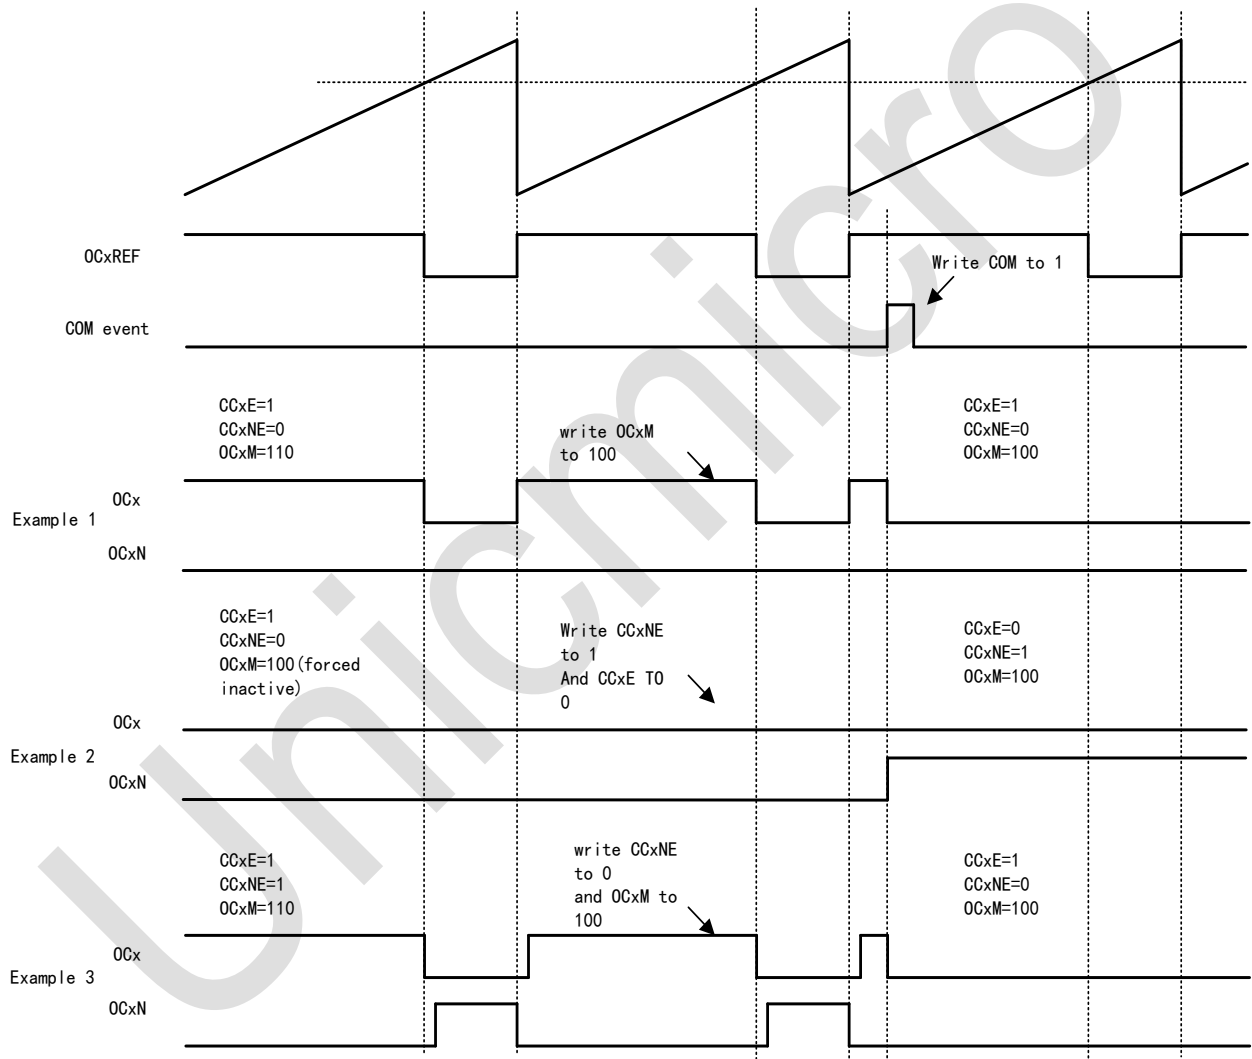 OCxREF
Write COM to 1
COM event
CCxE=1
CCxNE=0
OCxM=110
write OCxM
to 100
CCxE=1
CCxNE=0
OCxM=100
OCx
Example 1
OCxN
CCxE=1
CCxNE=0
OCxM=100(forced
inactive)
Write CCxNE
to 1
And CCxE TO
0
CCxE=0
CCxNE=1
OCxM=100
OCx
Example 2
OCxN
CCxE=1
CCxNE=1
OCxM=110
write CCxNE
to 0
and OCxM to
100
CCxE=1
CCxNE=0
OCxM=100
OCx
Example 3
OCxN
Unicmicro